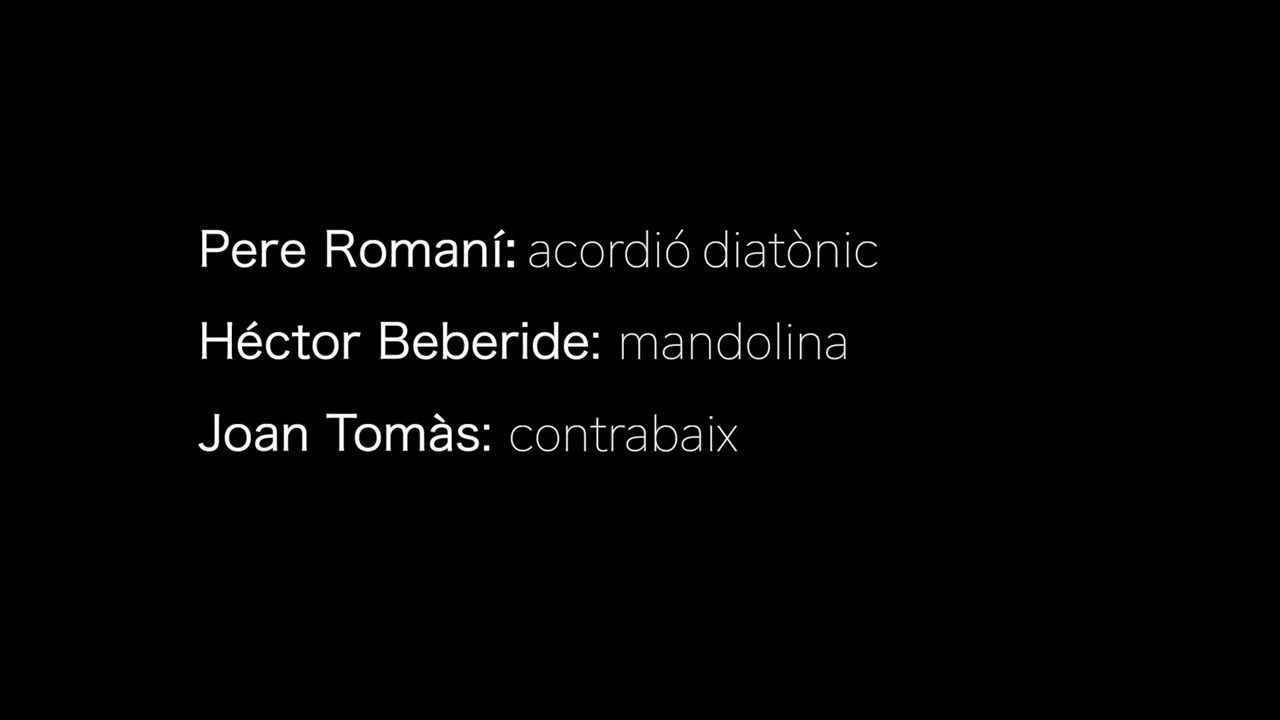 Pere Romaní: acordió diatònic
Héctor Beberide: mandolina
Joan Tomàs: contrabaix